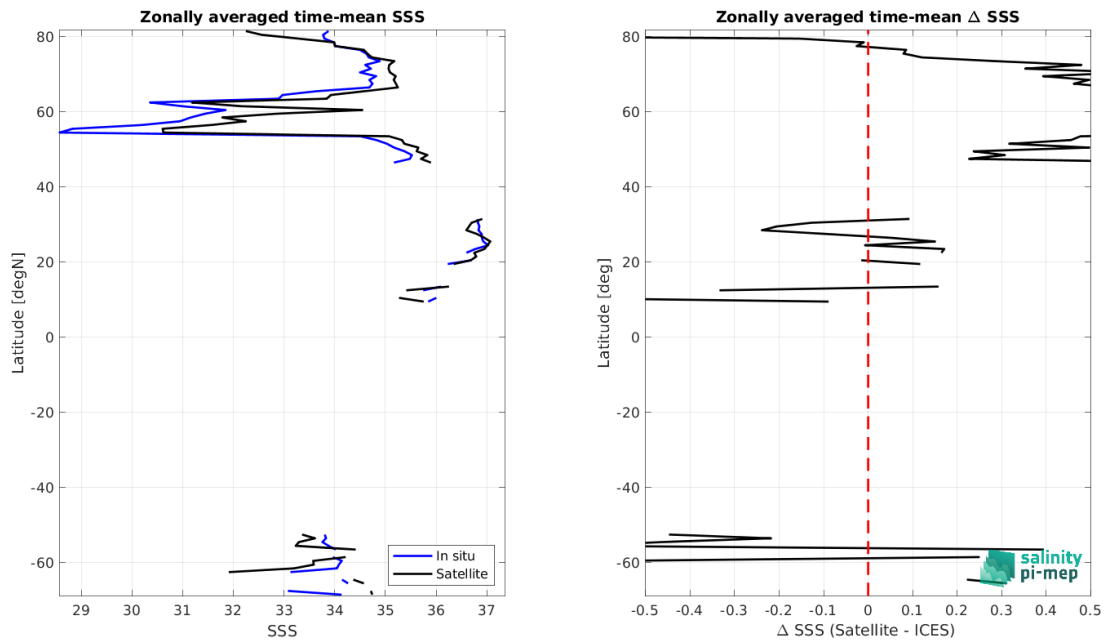 Zonally averaged time-mean SSS
80
60
40
20
0
-20
-40
-60
Latitude [degN]
29 30 31 32 33 34 35 36 37
SSS
In situ
Satellite
Zonally averaged time-mean Δ SSS
80
60
40
20
0
-20
-40
-60
Latitude [deg]
-0.5 -0.4 -0.3 -0.2 -0.1 0 0.1 0.2 0.3 0.4 0.5
Δ SSS (Satellite - ICES)
salinity
pi-mep